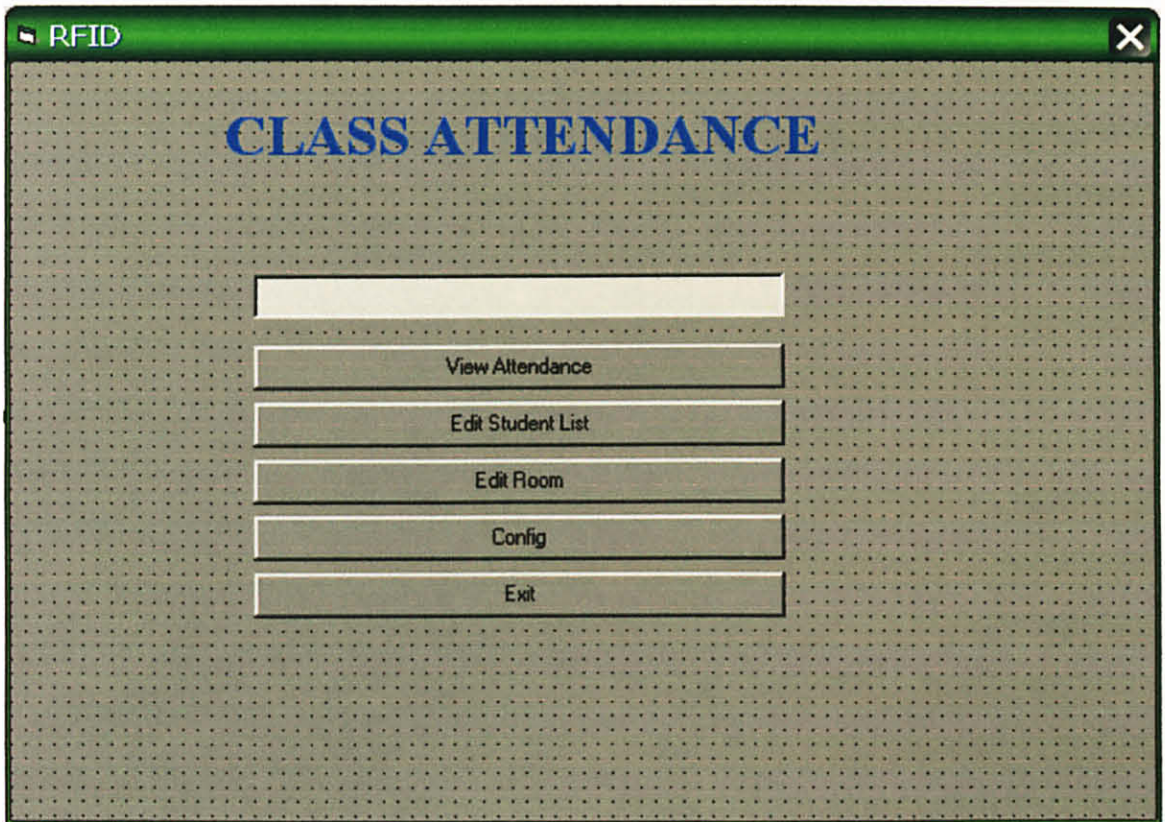 RFID
CLASS ATTENDANCE
View Attendance
Edit Student List
Edit Room
Config
Exit